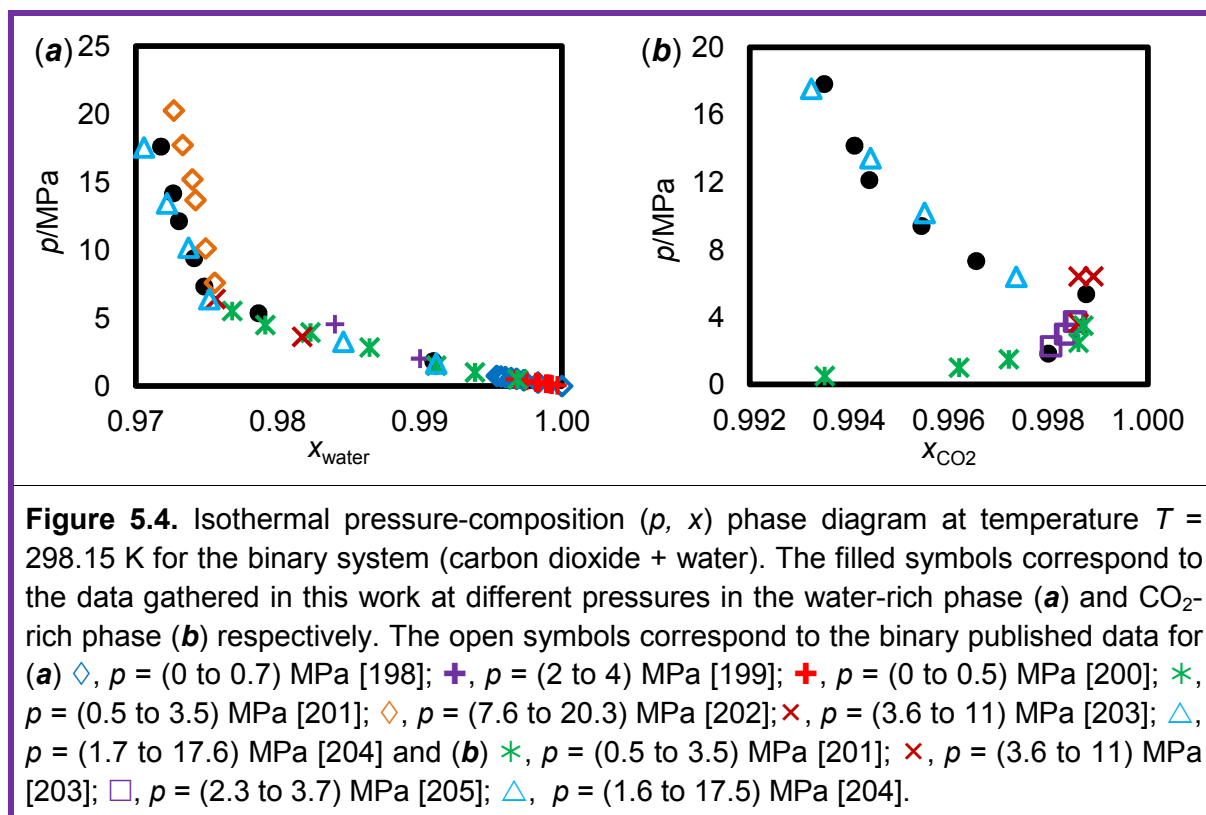 (a)
25
20
15
10
5
0
p/MPa
0.97 0.98 0.99 1.00
x_water
(b)
20
16
12
8
4
0
p/MPa
0.992 0.994 0.996 0.998 1.000
x_CO2
Figure 5.4. Isothermal pressure-composition (p, x) phase diagram at temperature T =
298.15 K for the binary system (carbon dioxide + water). The filled symbols correspond to
the data gathered in this work at different pressures in the water-rich phase (a) and CO₂-
rich phase (b) respectively. The open symbols correspond to the binary published data for
(a) ◇, p = (0 to 0.7) MPa [198]; +, p = (2 to 4) MPa [199]; +, p = (0 to 0.5) MPa [200]; ✳,
p = (0.5 to 3.5) MPa [201]; ◇, p = (7.6 to 20.3) MPa [202]; ×, p = (3.6 to 11) MPa [203]; △,
p = (1.7 to 17.6) MPa [204] and (b) ✳, p = (0.5 to 3.5) MPa [201]; ×, p = (3.6 to 11) MPa
[203]; □, p = (2.3 to 3.7) MPa [205]; △, p = (1.6 to 17.5) MPa [204].